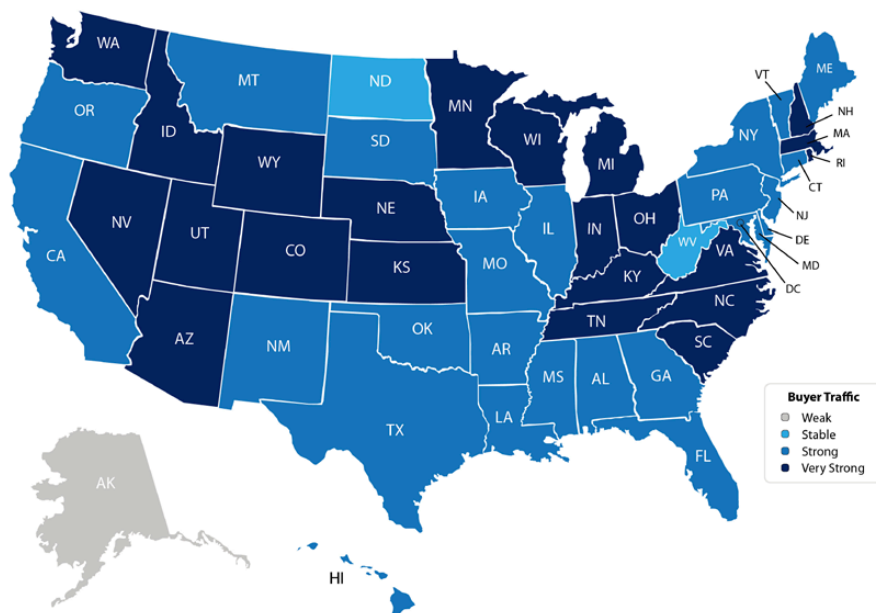 WA
MT
ND
MN
VT
ME
OR
ID
SD
WI
MI
NY
NH
MA
WY
RI
CT
IA
PA
NE
NV
UT
CO
IL
IN
OH
NJ
CA
KS
MO
WV
VA
DE
MD
KY
DC
AZ
NM
OK
TN
NC
AR
SC
MS
AL
GA
TX
LA
FL
AK
HI
Buyer Traffic
Weak
Stable
Strong
Very Strong